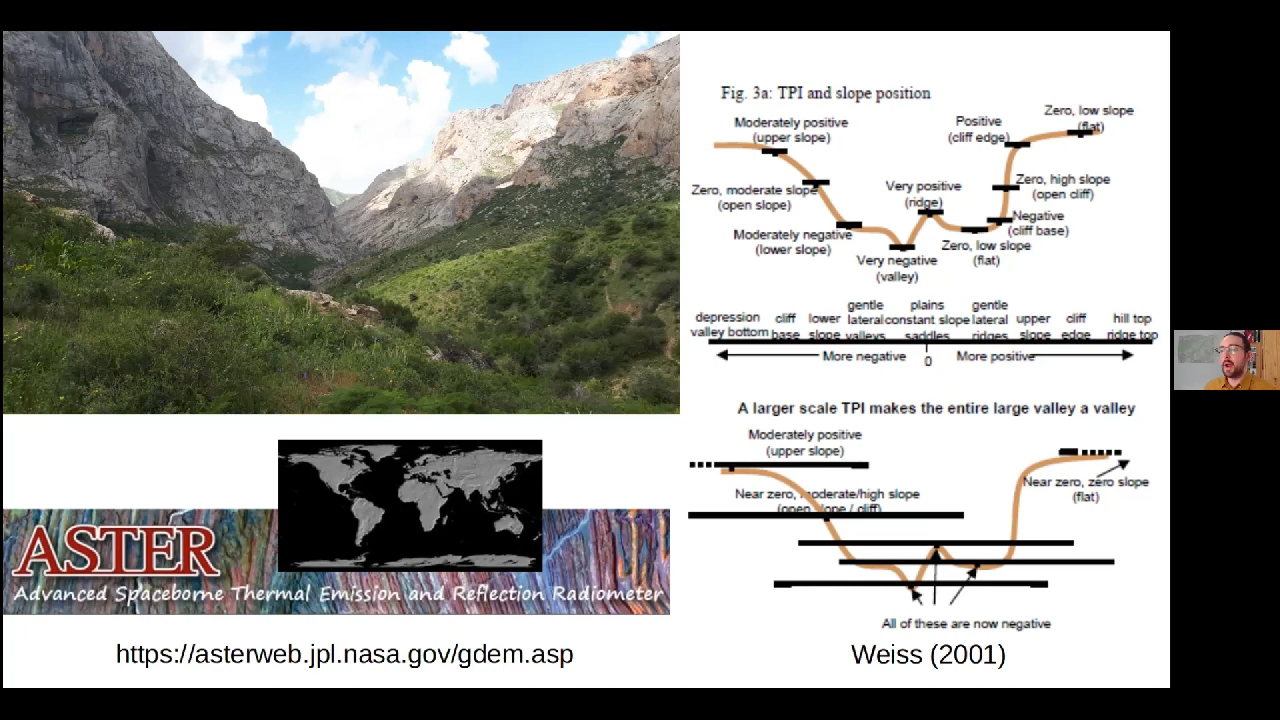 Fig. 3a: TPI and slope position
Moderately positive
(upper slope)
Positive
(cliff edge)
Zero, low slope
(flat)
Zero, moderate slope
(open slope)
Very positive
(ridge)
Zero, high slope
(open cliff)
Moderately negative
(lower slope)
Negative
(cliff base)
Very negative
(valley)
Zero, low slope
(flat)
depression
valley bottom
cliff
base
lower
slope
gentle
lateral
valleys
plains
constant slope
saddles
gentle
lateral
ridges
upper
slope
cliff
edge
hill top
ridge top
More negative
0
More positive
A larger scale TPI makes the entire large valley a valley
Moderately positive
(upper slope)
Near zero, moderate/high slope
(open slope / cliff)
Near zero, zero slope
(flat)
All of these are now negative
Weiss (2001)
ASTER
Advanced Spaceborne Thermal Emission and Reflection Radiometer
https://asterweb.jpl.nasa.gov/gdem.asp